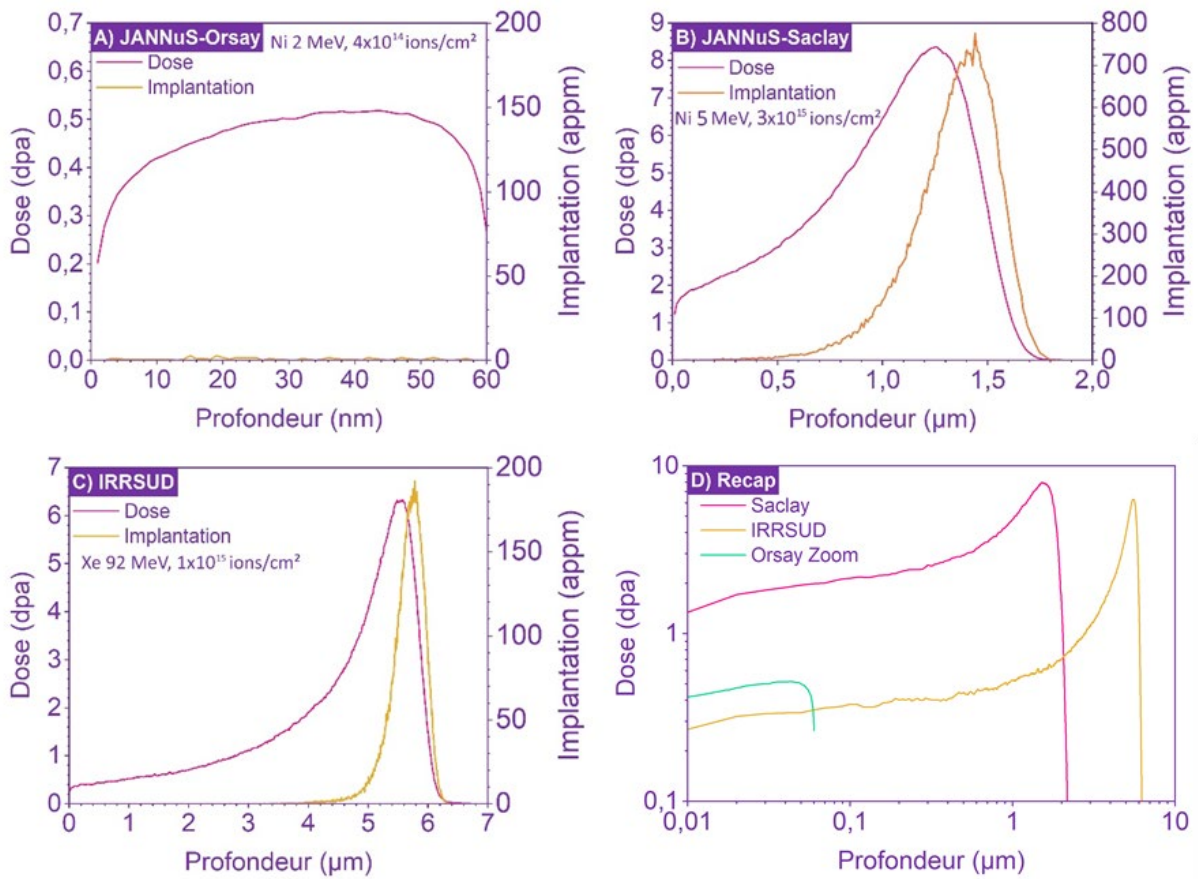 A) JANNuS-Orsay
Ni 2 MeV, 4x10¹⁴ ions/cm²
Dose
Implantation
0,7
0,6
0,5
0,4
0,3
0,2
0,1
0,0
Dose (dpa)
200
150
100
50
0
Implantation (appm)
0 10 20 30 40 50 60
Profondeur (nm)
B) JANNuS-Saclay
Dose
Implantation
Ni 5 MeV, 3x10¹⁵ ions/cm²
9
8
7
6
5
4
3
2
1
0
Dose (dpa)
800
700
600
500
400
300
200
100
0
Implantation (appm)
0,0 0,5 1,0 1,5 2,0
Profondeur (µm)
C) IRRSUD
Dose
Implantation
Xe 92 MeV, 1x10¹⁵ ions/cm²
7
6
5
4
3
2
1
0
Dose (dpa)
200
150
100
50
0
Implantation (appm)
0 1 2 3 4 5 6 7
Profondeur (µm)
D) Recap
Saclay
IRRSUD
Orsay Zoom
10
1
0,1
Dose (dpa)
0,01 0,1 1 10
Profondeur (µm)